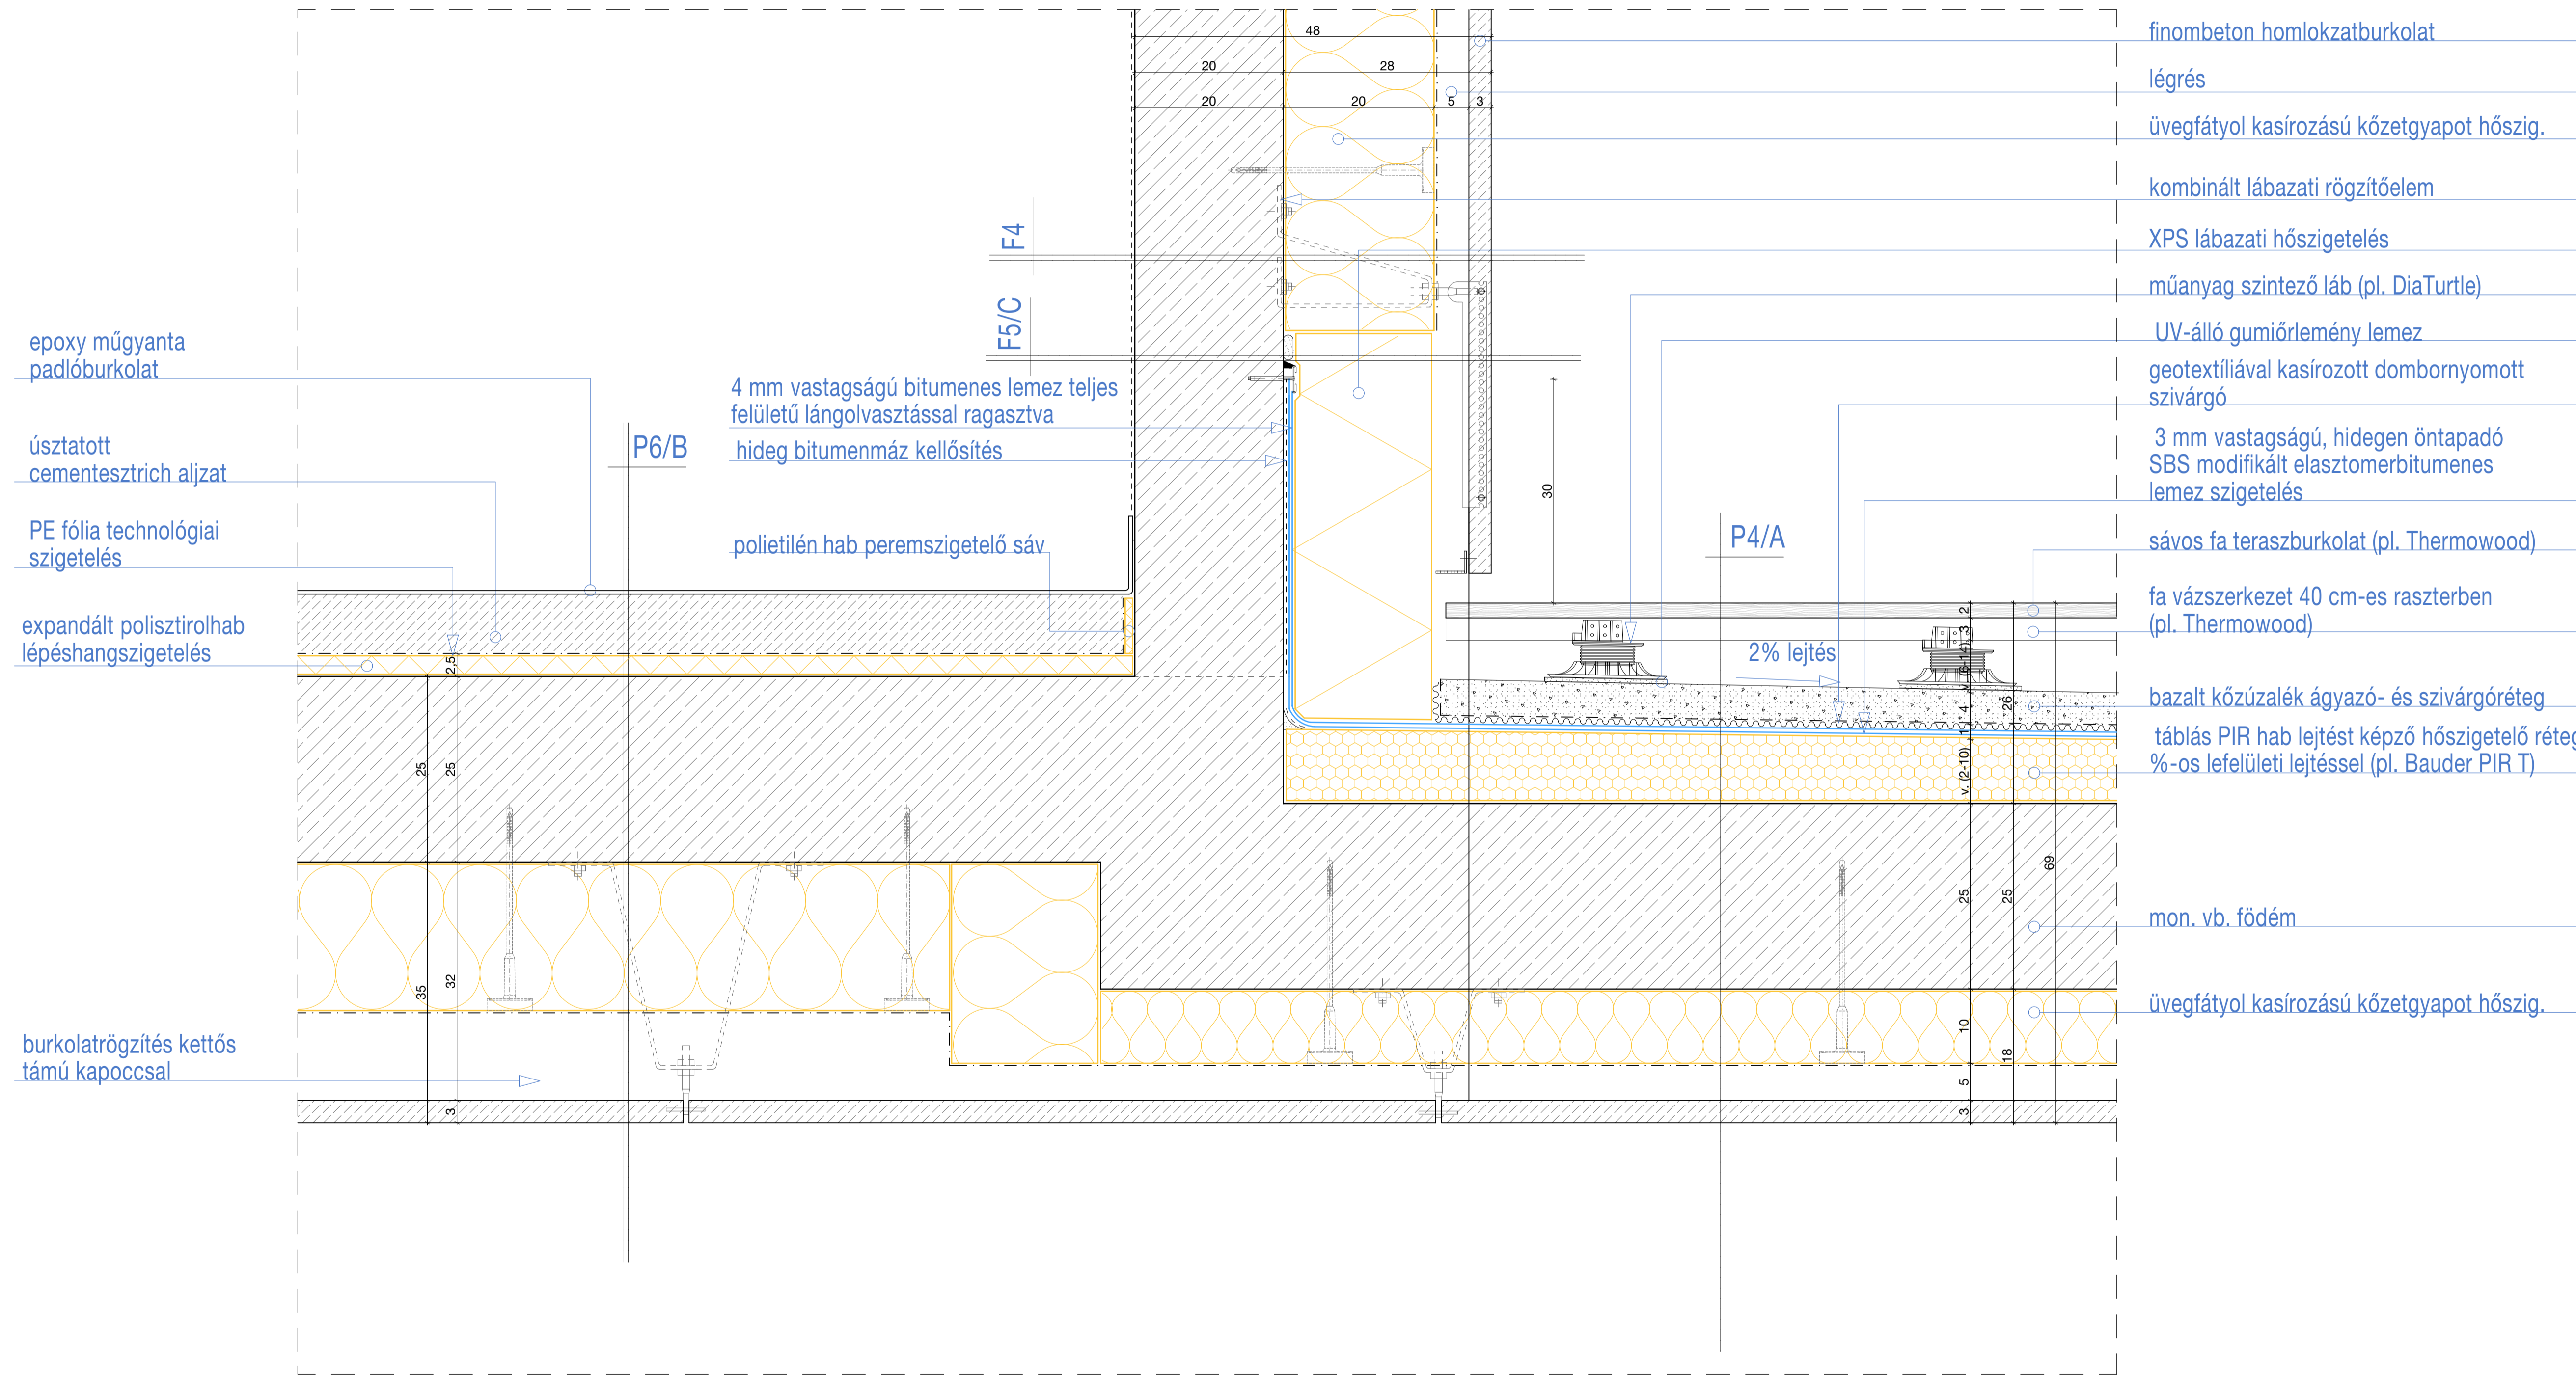 48
20
28
20
20
5
3
F4
F5/C
epoxy műgyanta
padlóburkolat
úsztatott
cementesztrich aljzat
PE fólia technológiai
szigetelés
expandált polisztirolhab
lépéshangszigetelés
burkolatrögzítés kettős
támú kapoccsal
P6/B
4 mm vastagságú bitumenes lemez teljes
felületű lángolvasztással ragasztva
hideg bitumenmáz kellősítés
polietilén hab peremszigetelő sáv
2,5
25
25
35
32
3
30
P4/A
2% lejtés
2
3
v. (6-14)
4
1
v. (2-10)
26
69
25
25
10
18
5
3
finombeton homlokzatburkolat
légrés
üvegfátyol kasírozású kőzetgyapot hőszig.
kombinált lábazati rögzítőelem
XPS lábazati hőszigetelés
műanyag szintező láb (pl. DiaTurtle)
UV-álló gumiőrlemény lemez
geotextíliával kasírozott dombornyomott
szivárgó
3 mm vastagságú, hidegen öntapadó
SBS modifikált elasztomerbitumenes
lemez szigetelés
sávos fa teraszburkolat (pl. Thermowood)
fa vázszerkezet 40 cm-es raszterben
(pl. Thermowood)
bazalt kőzúzalék ágyazó- és szivárgóréteg
táblás PIR hab lejtést képző hőszigetelő réteg
%-os lefelületi lejtéssel (pl. Bauder PIR T)
mon. vb. födém
üvegfátyol kasírozású kőzetgyapot hőszig.